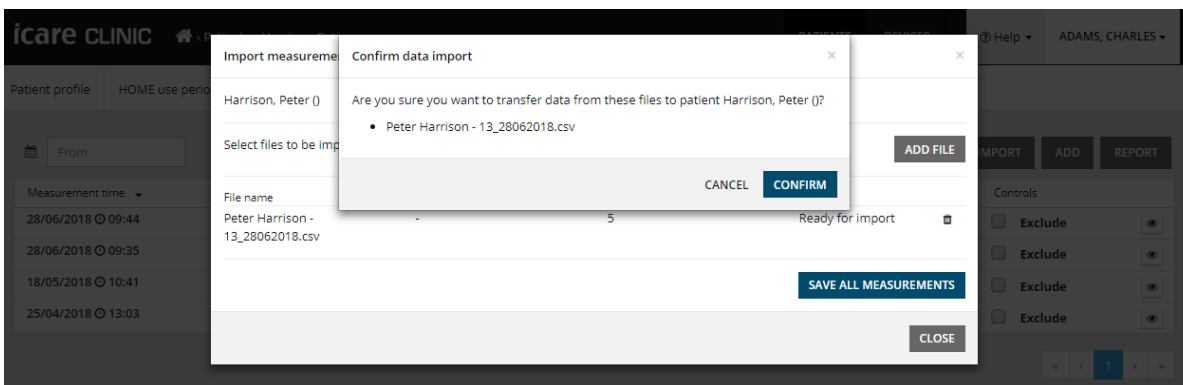 icare CLINIC
Help
ADAMS, CHARLES
Import measureme
Confirm data import
×
×
Patient profile
HOME use perio
Harrison, Peter ()
Are you sure you want to transfer data from these files to patient Harrison, Peter ()?
• Peter Harrison - 13_28062018.csv
Select files to be imp
ADD FILE
From
IMPORT
ADD
REPORT
CANCEL
CONFIRM
Measurement time
File name
Controls
28/06/2018 09:44
Peter Harrison -
13_28062018.csv
-
5
Ready for import
Exclude
28/06/2018 09:35
Exclude
18/05/2018 10:41
SAVE ALL MEASUREMENTS
Exclude
25/04/2018 13:03
Exclude
CLOSE
« ‹ 1 › »